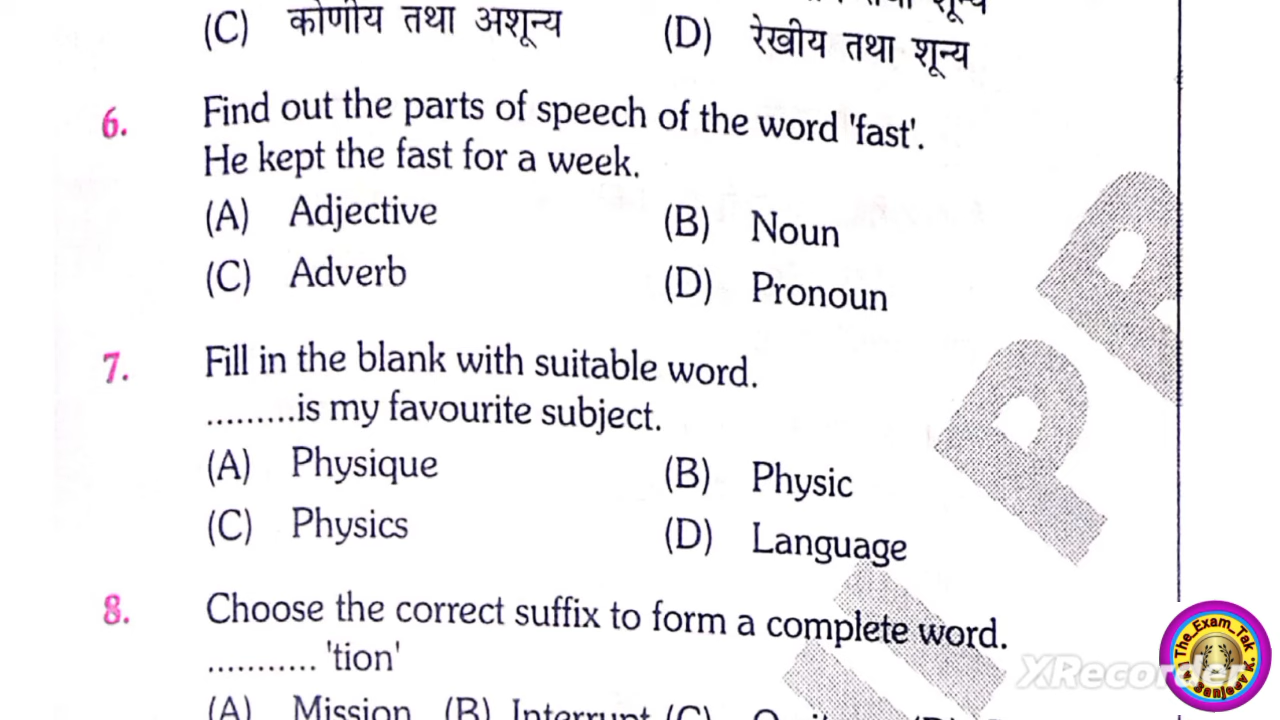 (C) कोणीय तथा अशून्य (D) रेखीय तथा शून्य
6. Find out the parts of speech of the word 'fast'.
He kept the fast for a week.
(A) Adjective (B) Noun
(C) Adverb (D) Pronoun
7. Fill in the blank with suitable word.
.........is my favourite subject.
(A) Physique (B) Physic
(C) Physics (D) Language
8. Choose the correct suffix to form a complete word.
........... 'tion'
(A) Mission (B) Interrupt (C)
The_Exam_Tak
Sanjeev K.
XRecorder